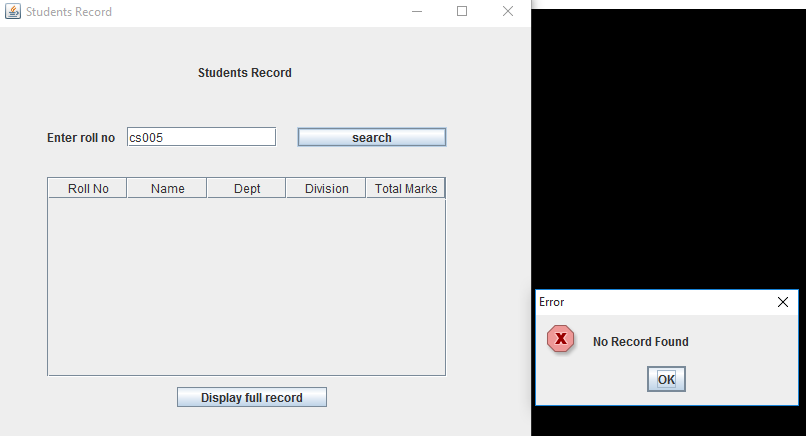 Students Record
Students Record
Enter roll no cs005 search
Roll No Name Dept Division Total Marks
Display full record
Error
X
No Record Found
OK